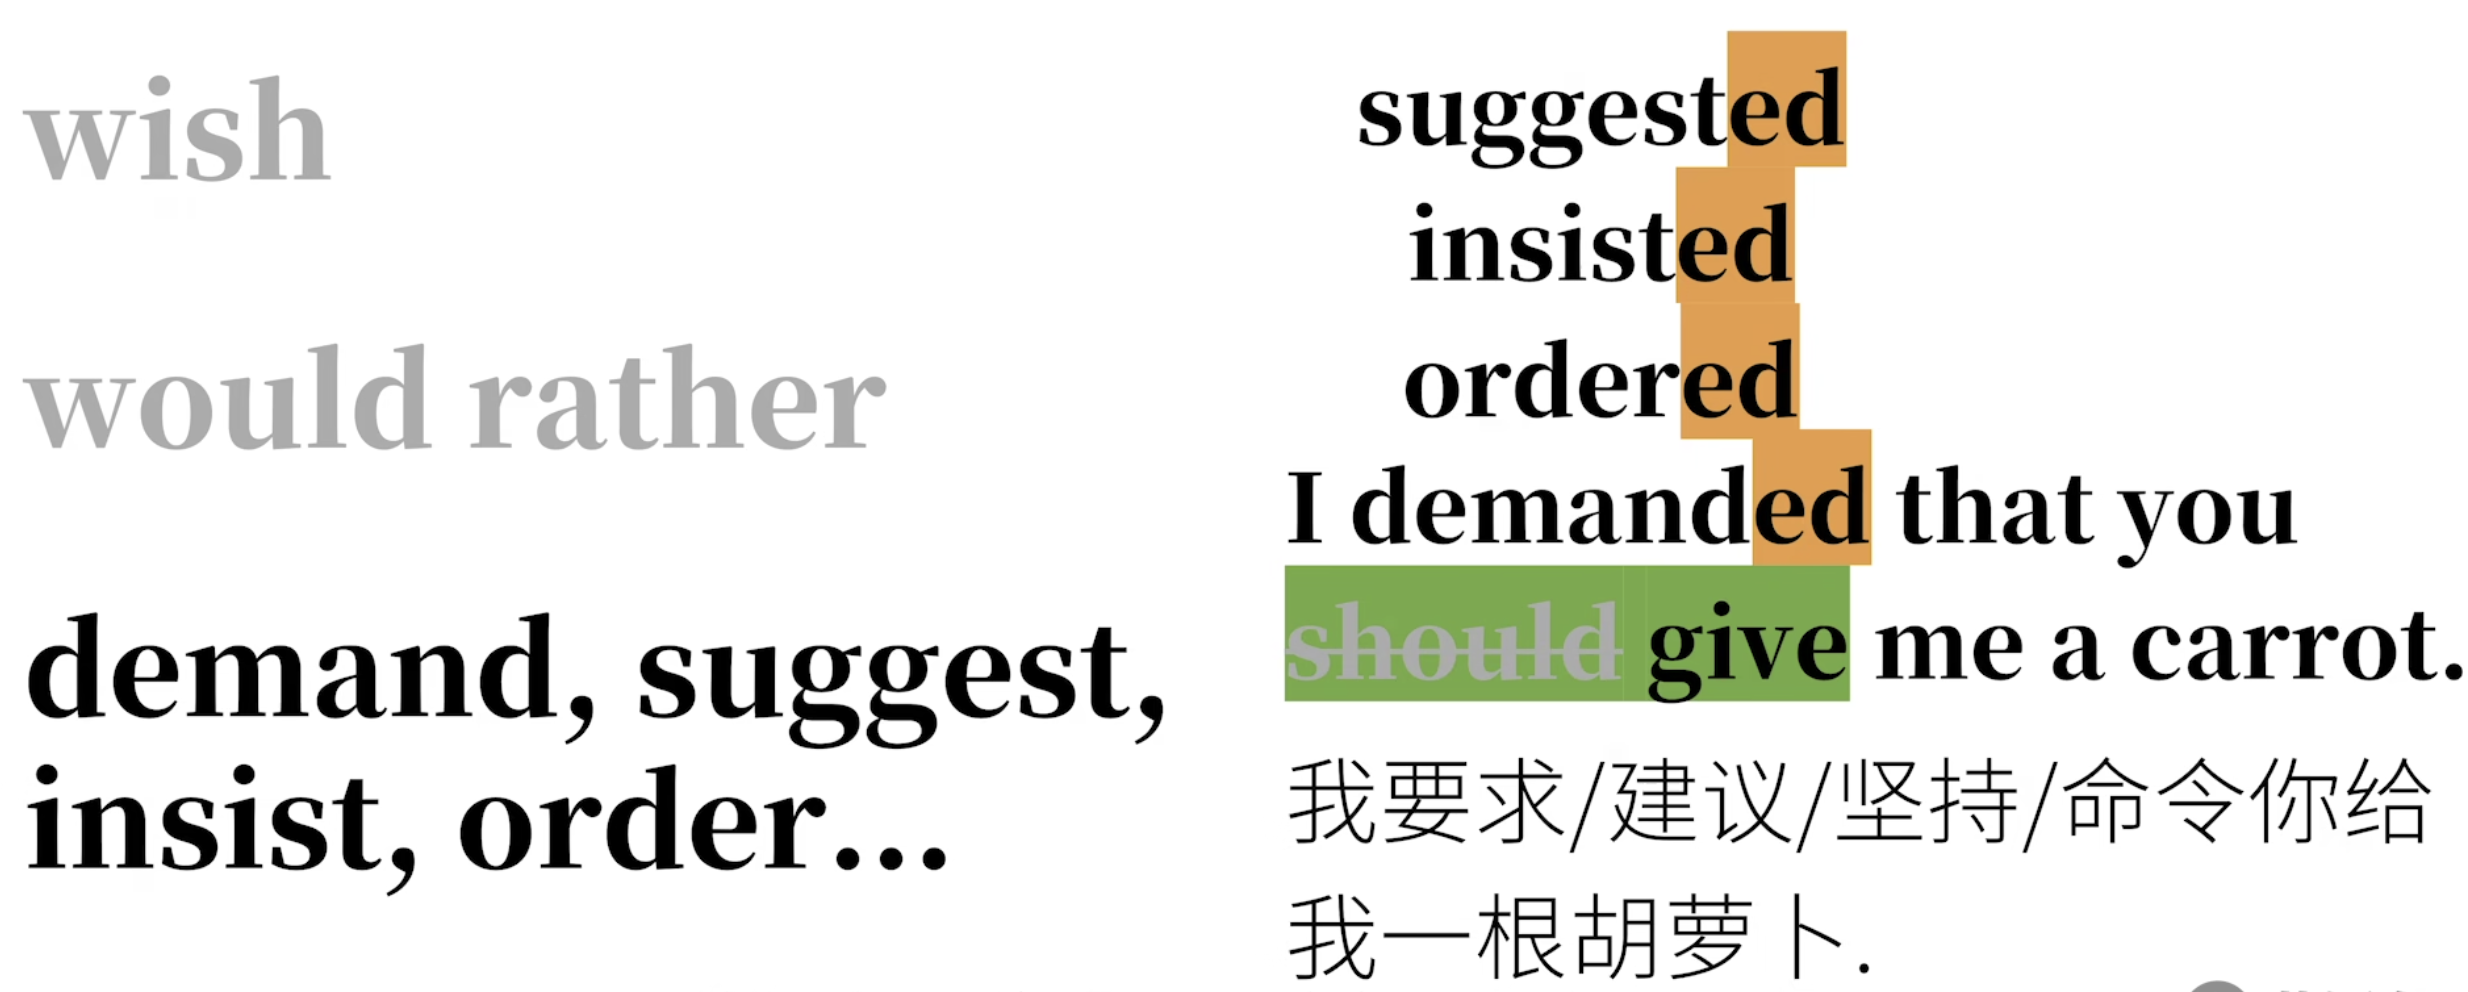 wish
would rather
demand, suggest,
insist, order...
suggested
insisted
ordered
I demanded that you
should give me a carrot.
我要求/建议/坚持/命令你给
我一根胡萝卜.